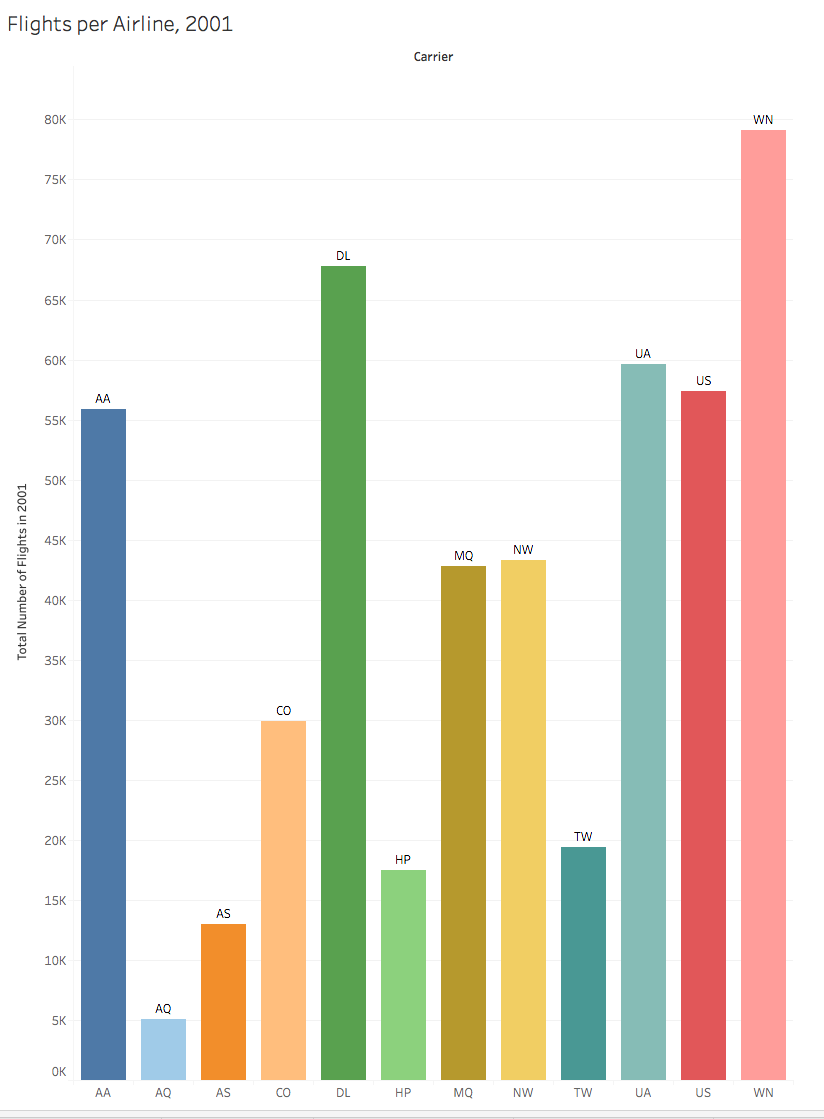 Flights per Airline, 2001
Carrier
Total Number of Flights in 2001
80K
75K
70K
65K
60K
55K
50K
45K
40K
35K
30K
25K
20K
15K
10K
5K
0K
AA
AQ
AS
CO
DL
HP
MQ
NW
TW
UA
US
WN
AA
AQ
AS
CO
DL
HP
MQ
NW
TW
UA
US
WN